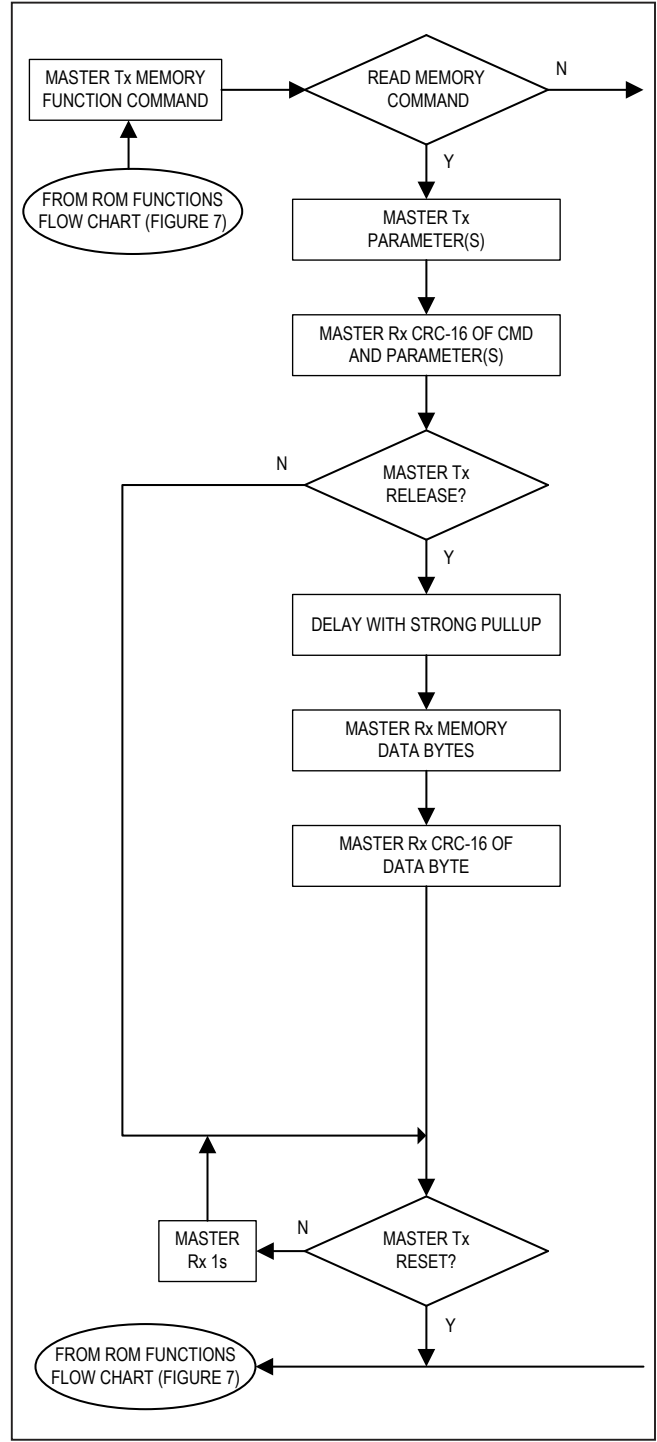 MASTER Tx MEMORY
FUNCTION COMMAND
READ MEMORY
COMMAND
N
Y
FROM ROM FUNCTIONS
FLOW CHART (FIGURE 7)
MASTER Tx
PARAMETER(S)
MASTER Rx CRC-16 OF CMD
AND PARAMETER(S)
N
MASTER Tx
RELEASE?
Y
DELAY WITH STRONG PULLUP
MASTER Rx MEMORY
DATA BYTES
MASTER Rx CRC-16 OF
DATA BYTE
MASTER
Rx 1s
N
MASTER Tx
RESET?
Y
FROM ROM FUNCTIONS
FLOW CHART (FIGURE 7)